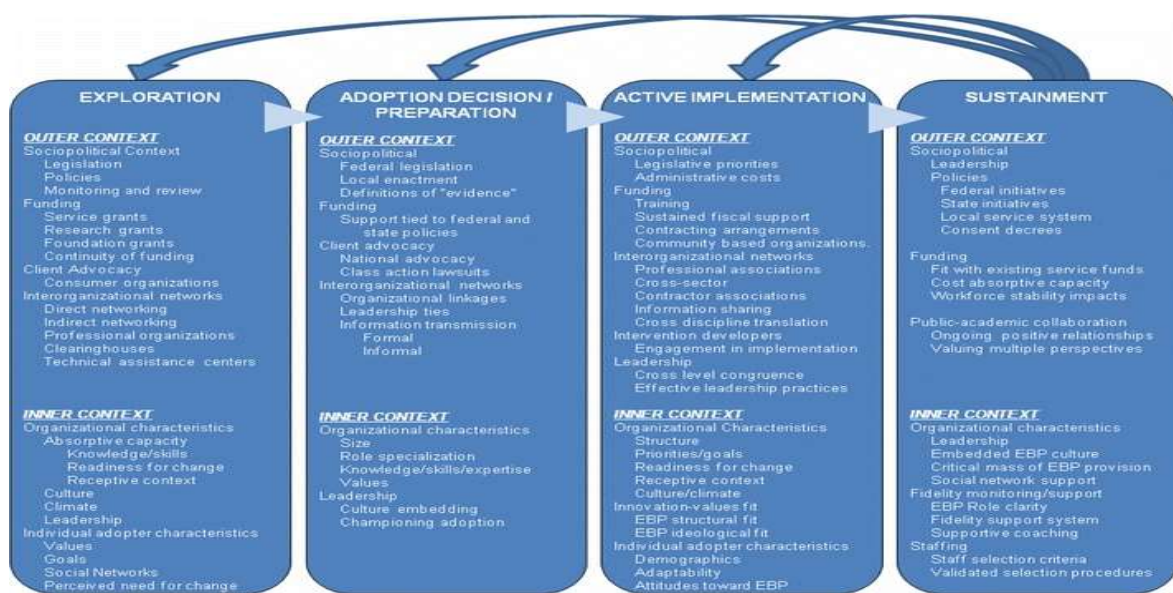 EXPLORATION
OUTER CONTEXT
Sociopolitical Context
Legislation
Policies
Monitoring and review
Funding
Service grants
Research grants
Foundation grants
Continuity of funding
Client Advocacy
Consumer organizations
Interorganizational networks
Direct networking
Indirect networking
Professional organizations
Clearinghouses
Technical assistance centers
INNER CONTEXT
Organizational characteristics
Absorptive capacity
Knowledge/skills
Readiness for change
Receptive context
Culture
Climate
Leadership
Individual adopter characteristics
Values
Goals
Social Networks
Perceived need for change
ADOPTION DECISION /
PREPARATION
OUTER CONTEXT
Sociopolitical
Federal legislation
Local enactment
Definitions of "evidence"
Funding
Support tied to federal and
state policies
Client advocacy
National advocacy
Class action lawsuits
Interorganizational networks
Organizational linkages
Leadership ties
Information transmission
Formal
Informal
INNER CONTEXT
Organizational characteristics
Size
Role specialization
Knowledge/skills/expertise
Values
Leadership
Culture embedding
Championing adoption
ACTIVE IMPLEMENTATION
OUTER CONTEXT
Sociopolitical
Legislative priorities
Administrative costs
Funding
Training
Sustained fiscal support
Contracting arrangements
Community based organizations.
Interorganizational networks
Professional associations
Cross-sector
Contractor associations
Information sharing
Cross discipline translation
Intervention developers
Engagement in implementation
Leadership
Cross level congruence
Effective leadership practices
INNER CONTEXT
Organizational Characteristics
Structure
Priorities/goals
Readiness for change
Receptive context
Culture/climate
Innovation-values fit
EBP structural fit
EBP ideological fit
Individual adopter characteristics
Demographics
Adaptability
Attitudes toward EBP
SUSTAINMENT
OUTER CONTEXT
Sociopolitical
Leadership
Policies
Federal initiatives
State initiatives
Local service system
Consent decrees
Funding
Fit with existing service funds
Cost absorptive capacity
Workforce stability impacts
Public-academic collaboration
Ongoing positive relationships
Valuing multiple perspectives
INNER CONTEXT
Organizational characteristics
Leadership
Embedded EBP culture
Critical mass of EBP provision
Social network support
Fidelity monitoring/support
EBP Role clarity
Fidelity support system
Supportive coaching
Staffing
Staff selection criteria
Validated selection procedures